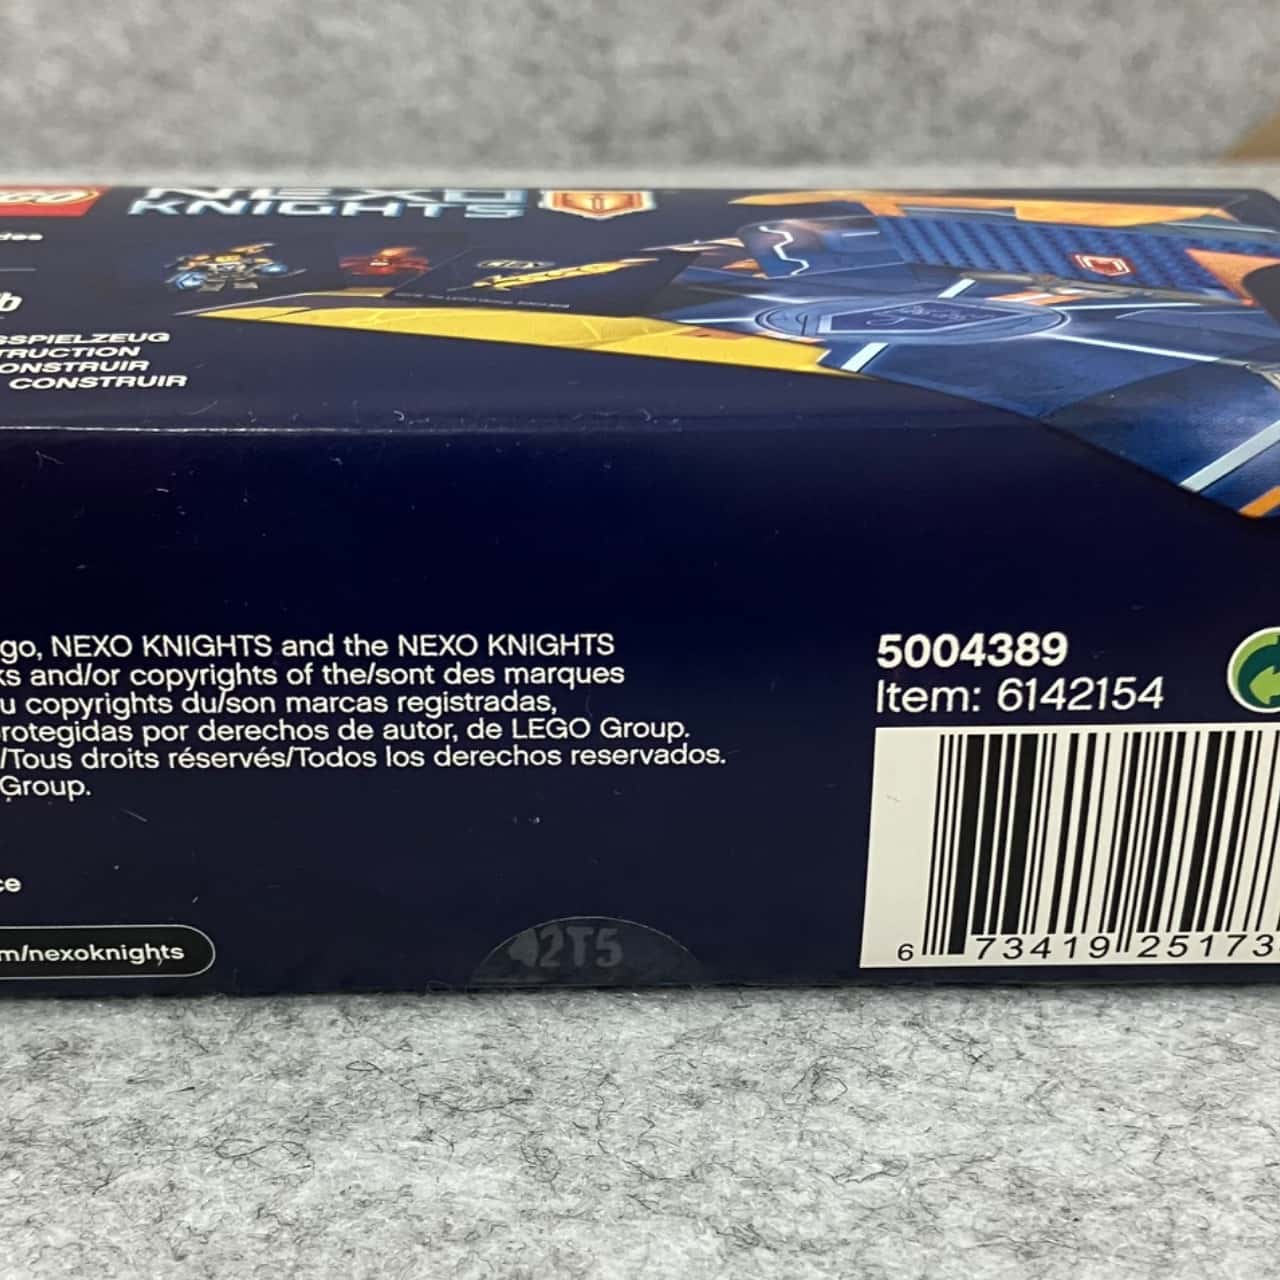 LEGO NEXO
KNIGHTS
b
SSPIELZEUG
TRUCTION
ONSTRUIR
CONSTRUIR
go, NEXO KNIGHTS and the NEXO KNIGHTS
ks and/or copyrights of the/sont des marques
u copyrights du/son marcas registradas,
rotegidas por derechos de autor, de LEGO Group.
/Tous droits réservés/Todos los derechos reservados.
Group.
ce
m/nexoknights
42T5
5004389
Item: 6142154
6 73419 25173